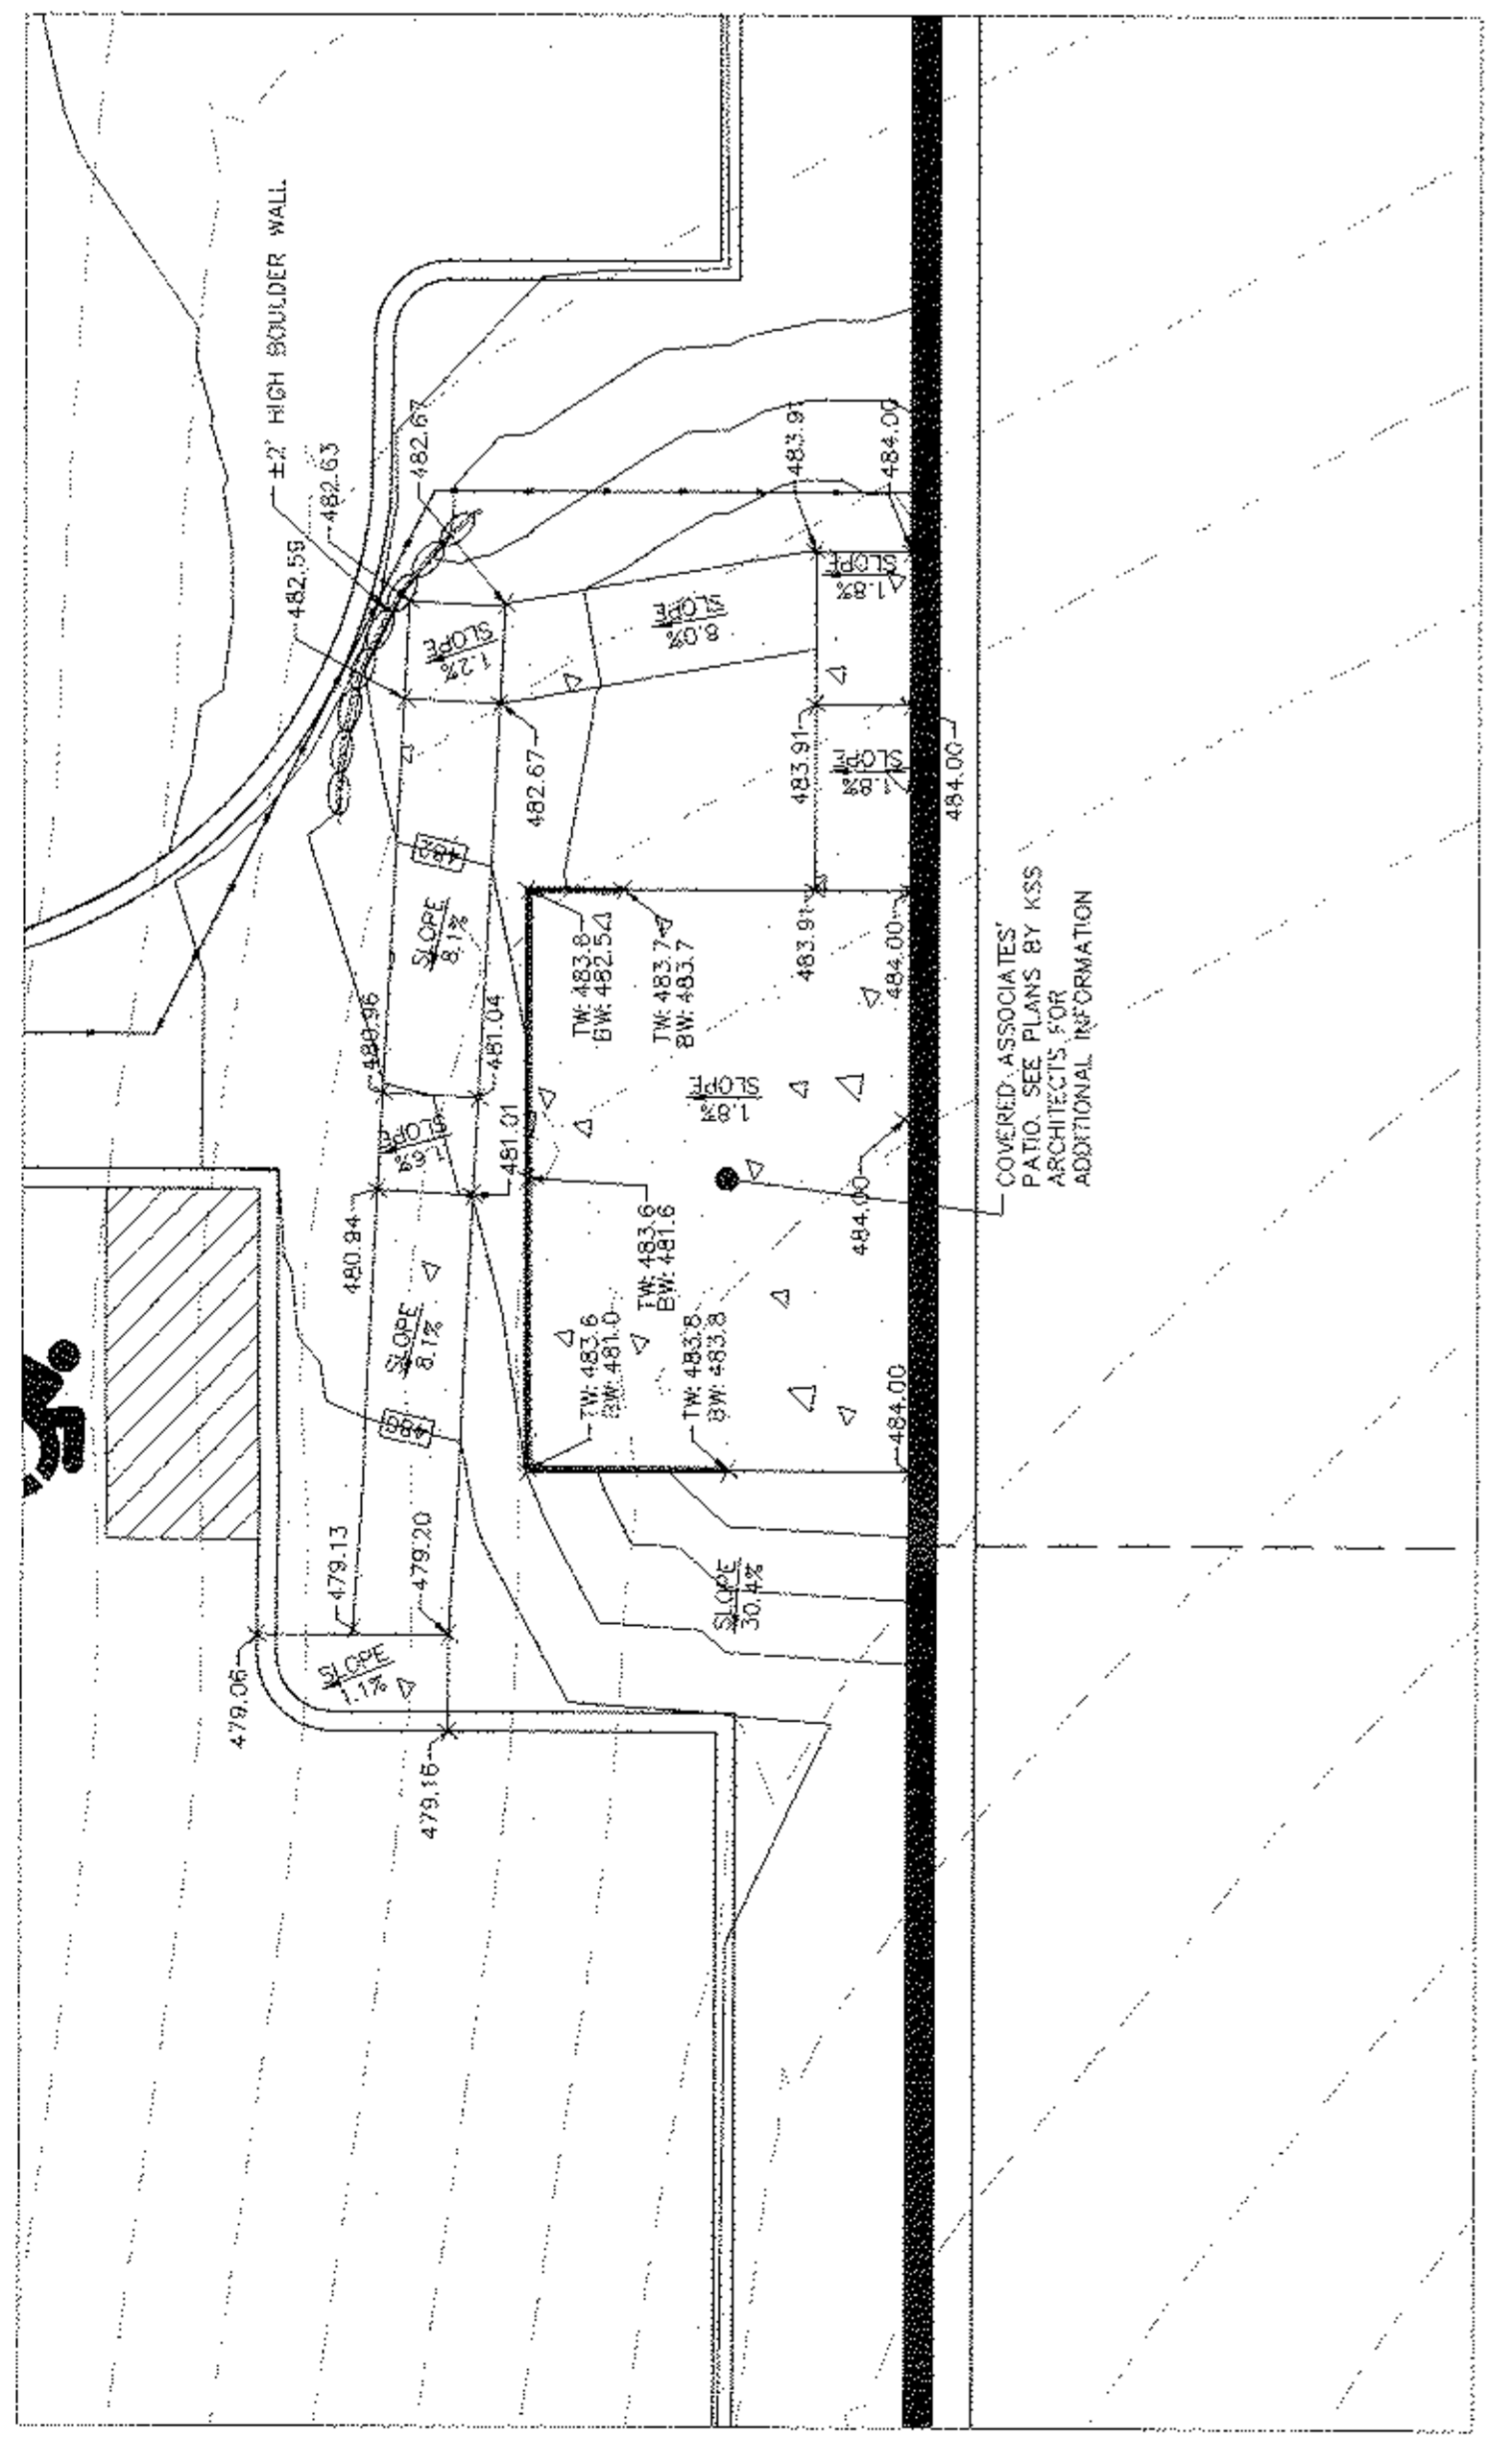 ±2' HIGH BOULDER WALL
482.63
482.59
482.67
483.91
484.00
SLOPE
1.2%
SLOPE
8.0%
SLOPE
1.8%
482.67
483.91
SLOPE
1.8%
484.00
482
SLOPE
8.1%
480.96
481.04
TW: 483.6
BW: 482.5
TW: 483.7
BW: 483.7
483.91
484.00
COVERED ASSOCIATES'
PATIO. SEE PLANS BY KSS
ARCHITECTS FOR
ADDITIONAL INFORMATION
SLOPE
481.01
SLOPE
1.8%
480.94
TW: 483.6
BW: 481.6
484.00
SLOPE
8.1%
TW: 483.6
BW: 481.0
TW: 483.8
BW: 483.8
484.00
480
479.13
479.20
SLOPE
30.4%
479.06
SLOPE
1.1%
479.16